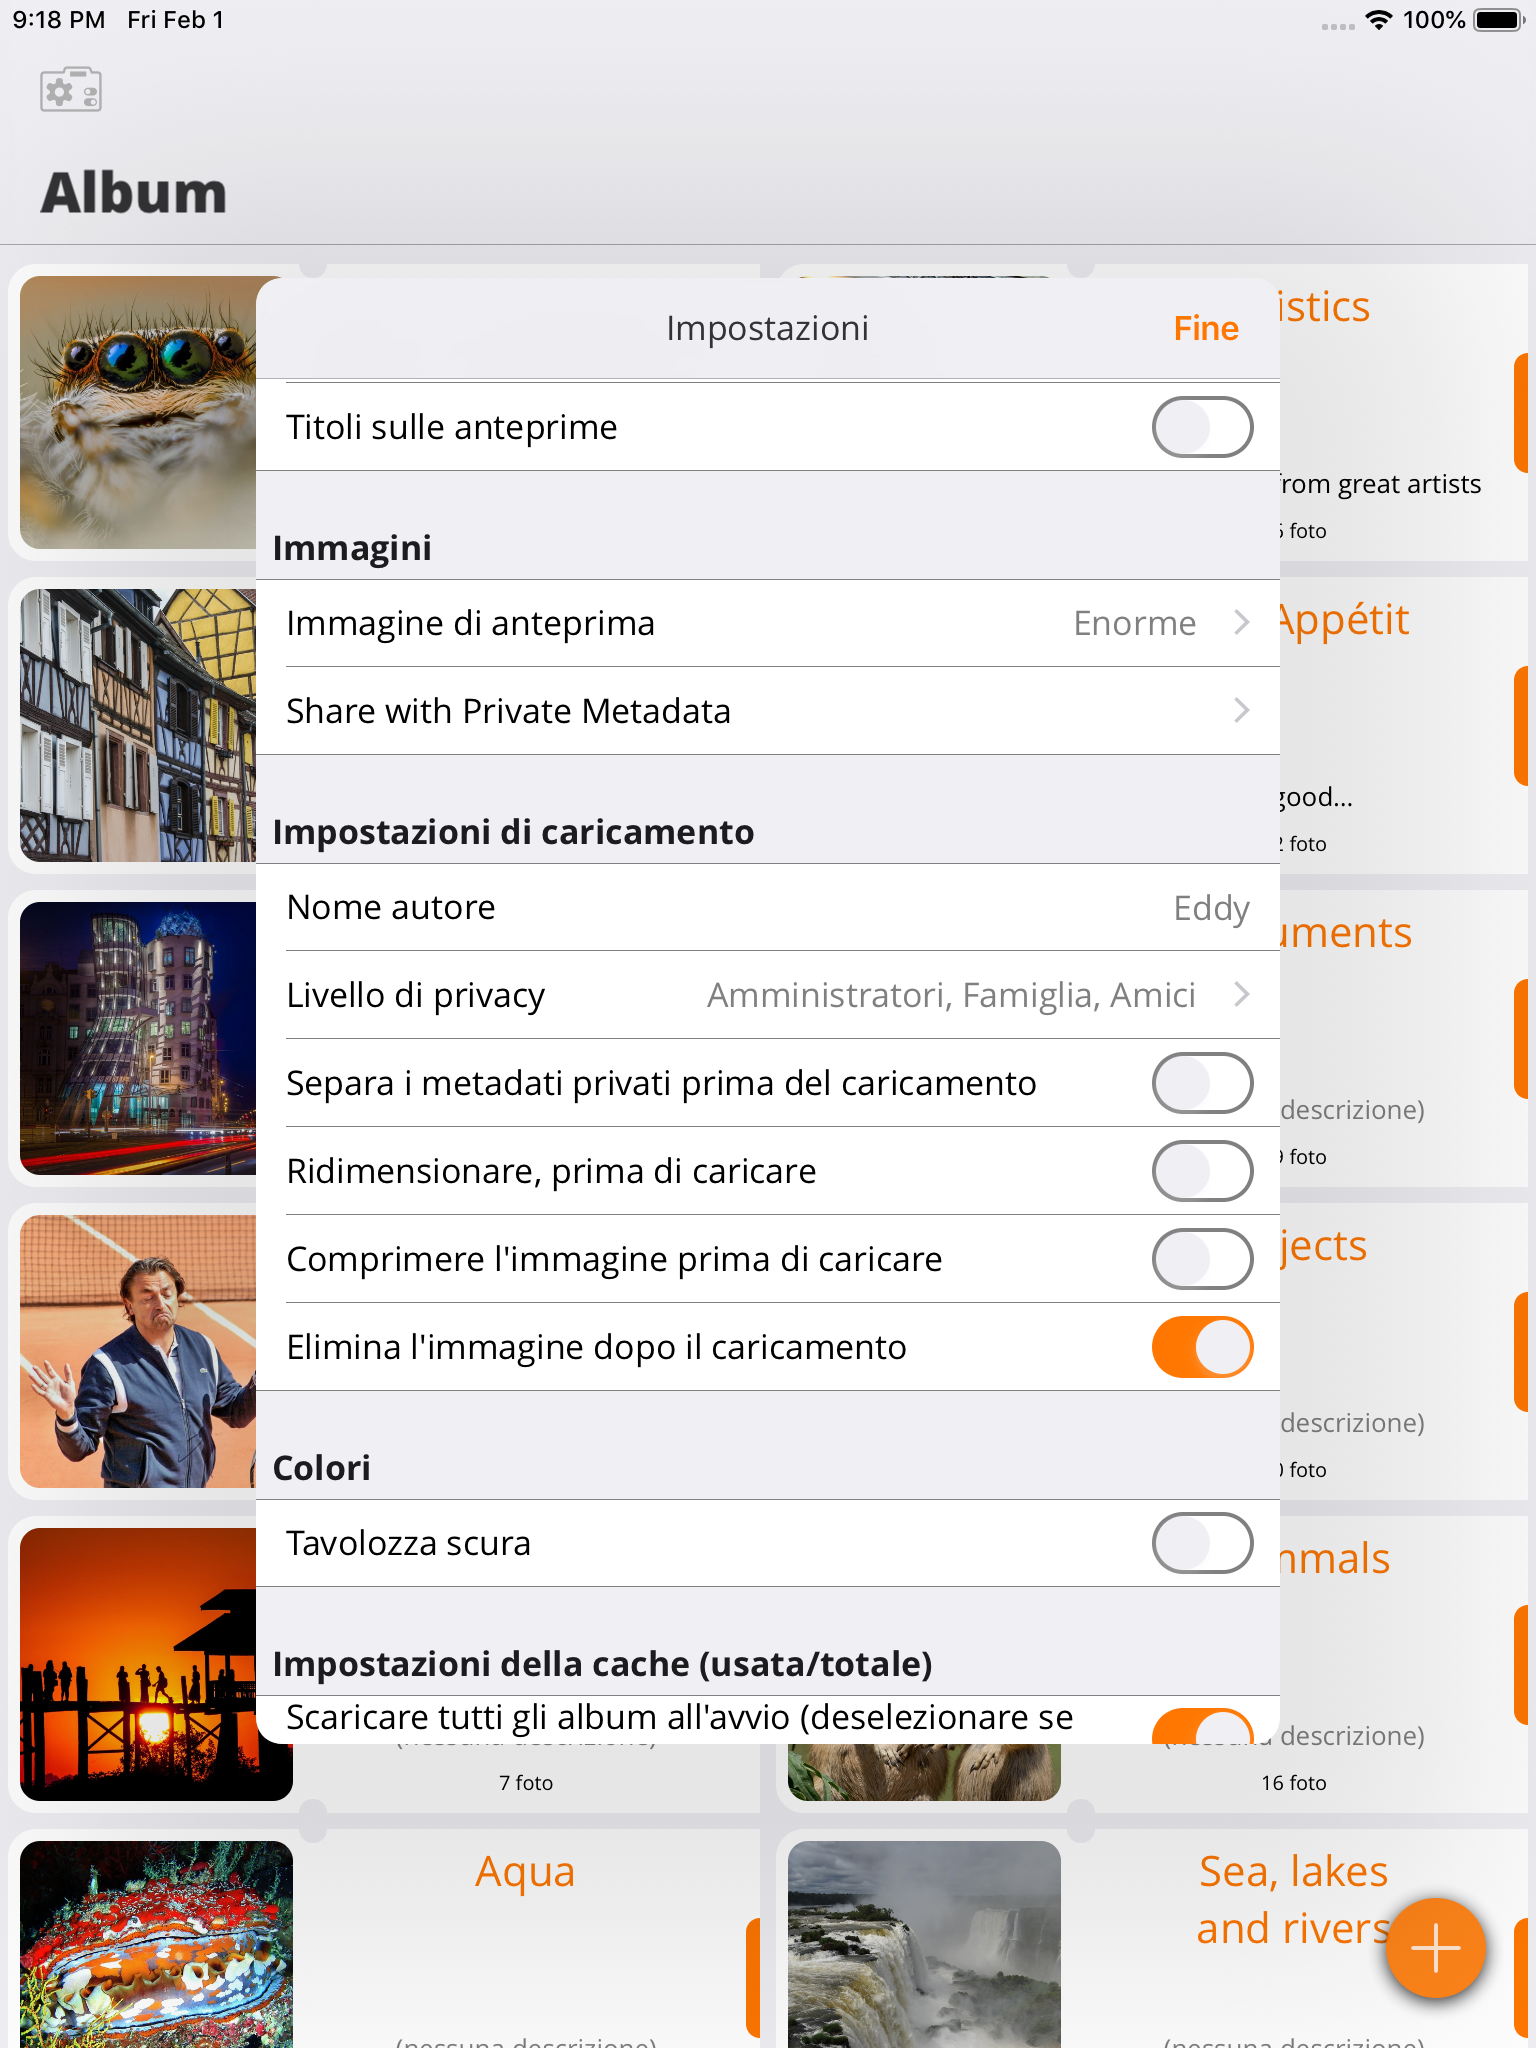 9:18 PM Fri Feb 1
100%
Album
Impostazioni
Fine
Titoli sulle anteprime
Immagini
Immagine di anteprima
Enorme
Share with Private Metadata
Impostazioni di caricamento
Nome autore
Eddy
Livello di privacy
Amministratori, Famiglia, Amici
Separa i metadati privati prima del caricamento
Ridimensionare, prima di caricare
Comprimere l'immagine prima di caricare
Elimina l'immagine dopo il caricamento
Colori
Tavolozza scura
Impostazioni della cache (usata/totale)
Scaricare tutti gli album all'avvio (deselezionare se
istics
from great artists
foto
Appétit
good...
foto
uments
descrizione)
foto
jects
descrizione)
foto
mmals
descrizione)
7 foto
16 foto
Aqua
(nessuna descrizione)
Sea, lakes
and rivers
(nessuna descrizione)